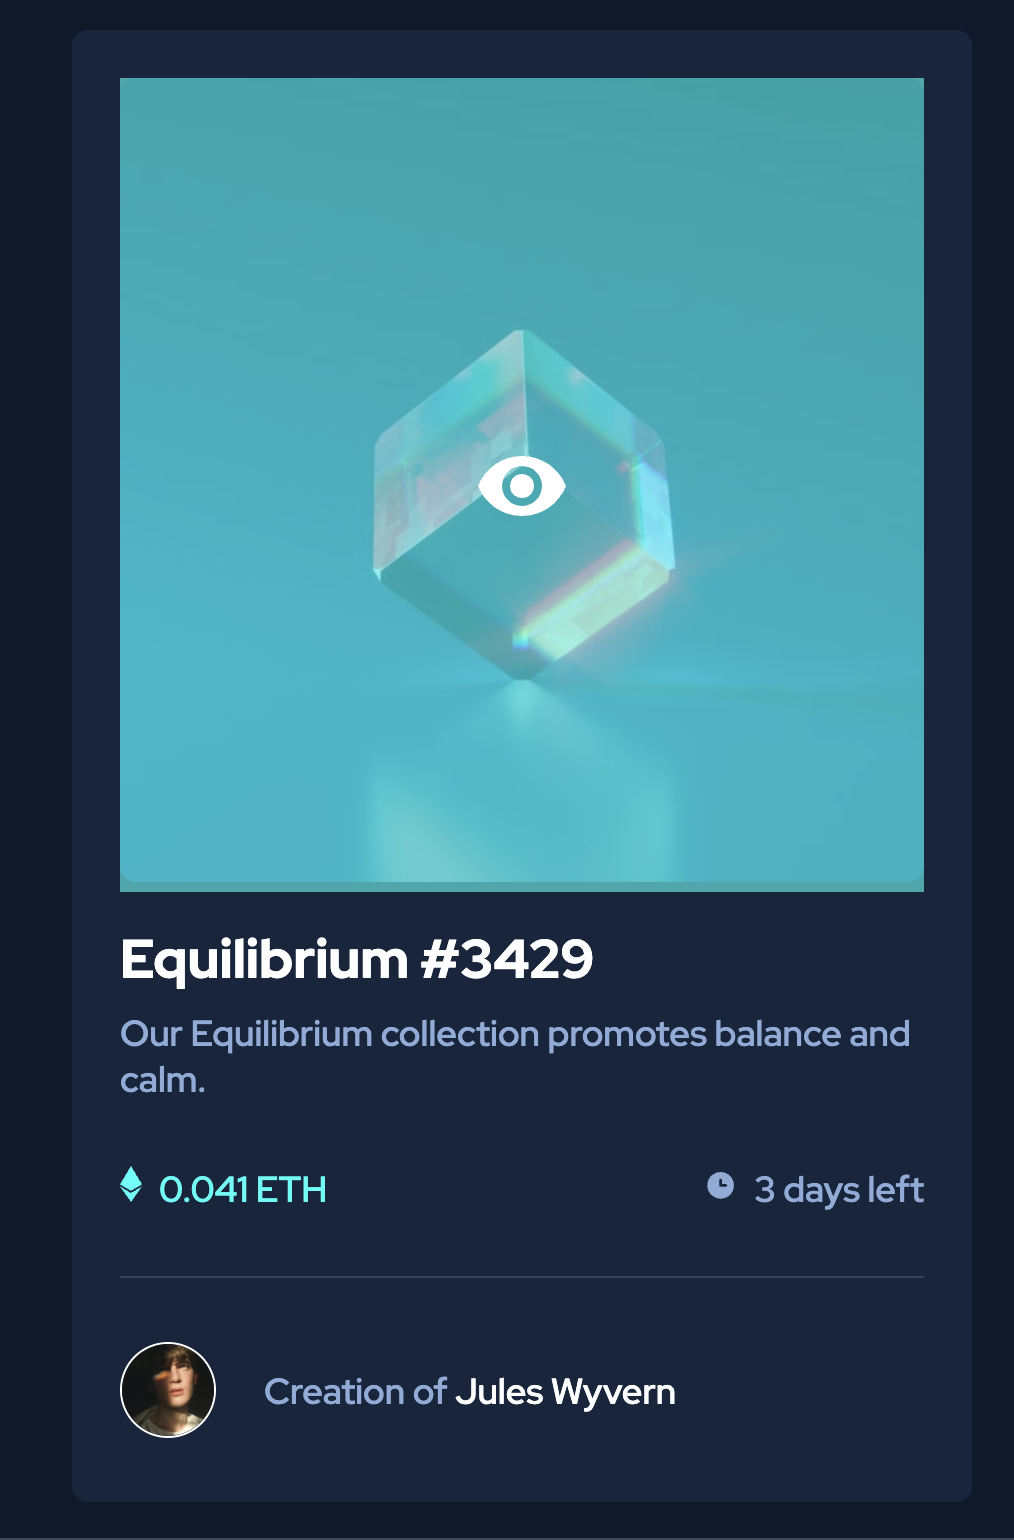 Equilibrium #3429
Our Equilibrium collection promotes balance and
calm.
0.041 ETH
3 days left
Creation of Jules Wyvern